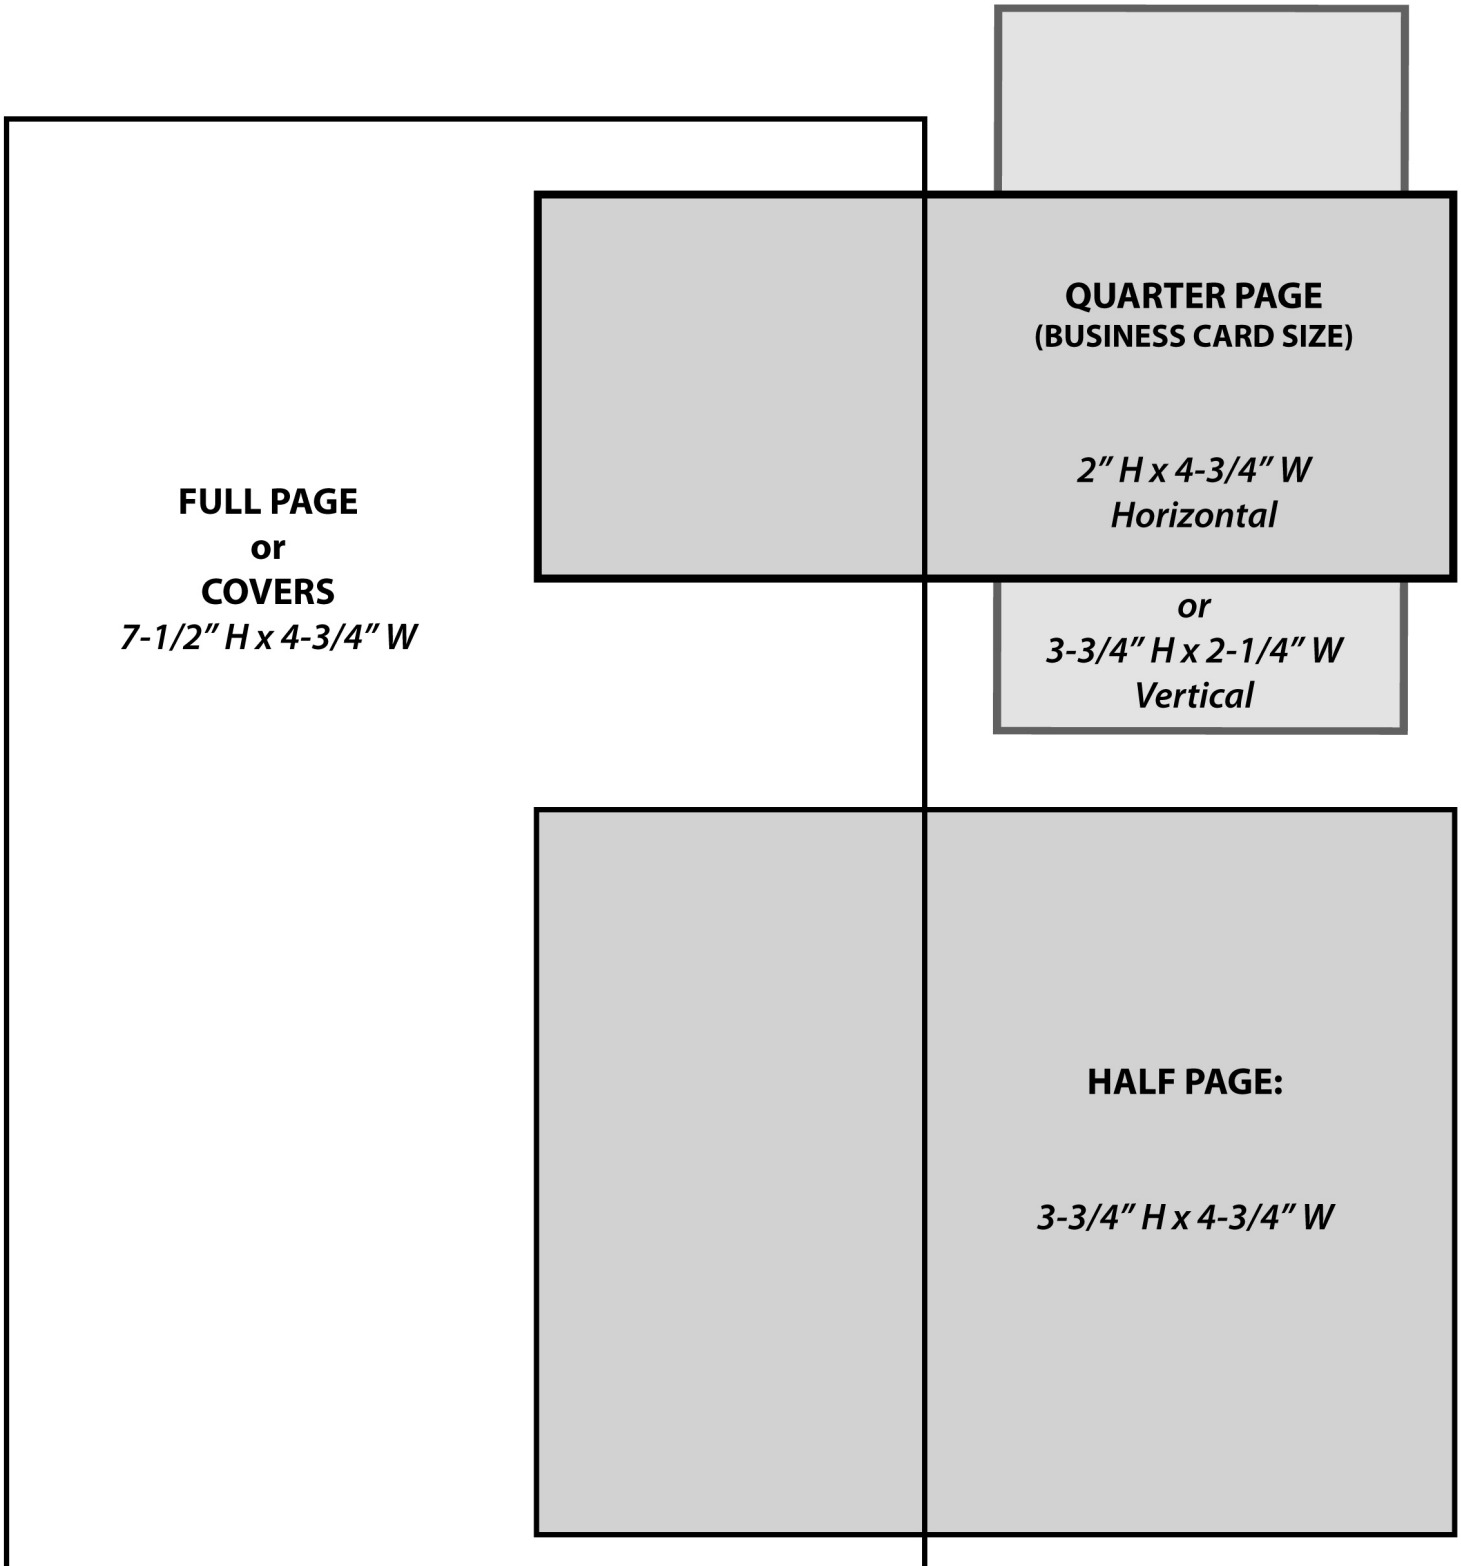 FULL PAGE
or
COVERS
7-1/2" H x 4-3/4" W
QUARTER PAGE
(BUSINESS CARD SIZE)
2" H x 4-3/4" W
Horizontal
or
3-3/4" H x 2-1/4" W
Vertical
HALF PAGE:
3-3/4" H x 4-3/4" W